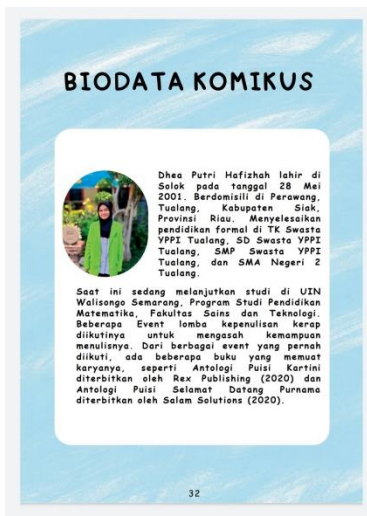 BIODATA KOMIKUS
Dhea Putri Hafizhah lahir di
Solok pada tanggal 28 Mei
2001. Berdomisili di Perawang,
Tualang, Kabupaten Siak,
Provinsi Riau. Menyelesaikan
pendidikan formal di TK Swasta
YPPI Tualang, SD Swasta YPPI
Tualang, SMP Swasta YPPI
Tualang, dan SMA Negeri 2
Tualang.
Saat ini sedang melanjutkan studi di UIN
Walisongo Semarang, Program Studi Pendidikan
Matematika, Fakultas Sains dan Teknologi.
Beberapa Event lomba kepenulisan kerap
diikutinya untuk mengasah kemampuan
menulisnya. Dari berbagai event yang pernah
diikuti, ada beberapa buku yang memuat
karyanya, seperti Antologi Puisi Kartini
diterbitkan oleh Rex Publishing (2020) dan
Antologi Puisi Selamat Datang Purnama
diterbitkan oleh Salam Solutions (2020).
32